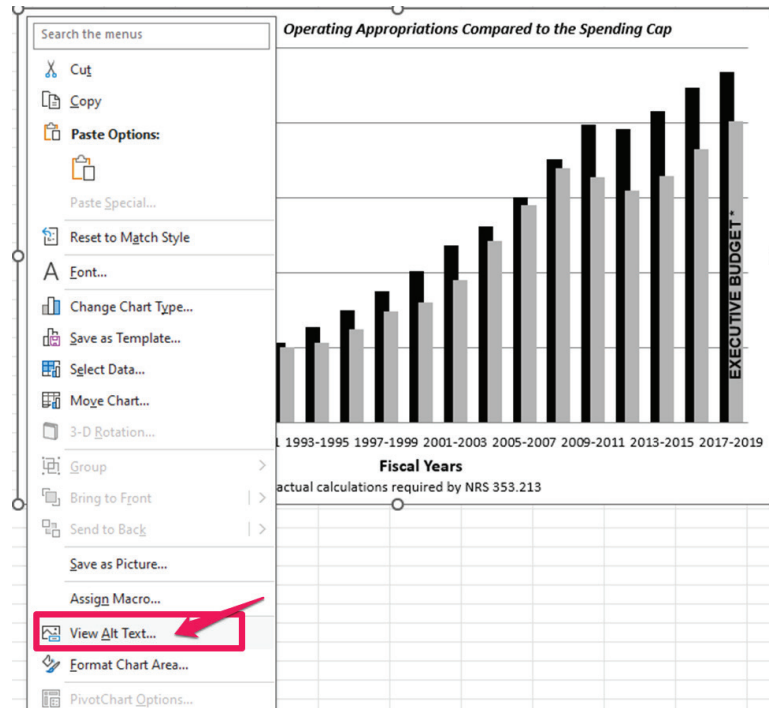 Search the menus
Cut
Copy
Paste Options:
Paste Special...
Reset to Match Style
Font...
Change Chart Type...
Save as Template...
Select Data...
Move Chart...
3-D Rotation...
Group
Bring to Front
Send to Back
Save as Picture...
Assign Macro...
View Alt Text...
Format Chart Area...
PivotChart Options...
Operating Appropriations Compared to the Spending Cap
EXECUTIVE BUDGET *
1 1993-1995 1997-1999 2001-2003 2005-2007 2009-2011 2013-2015 2017-2019
Fiscal Years
actual calculations required by NRS 353.213